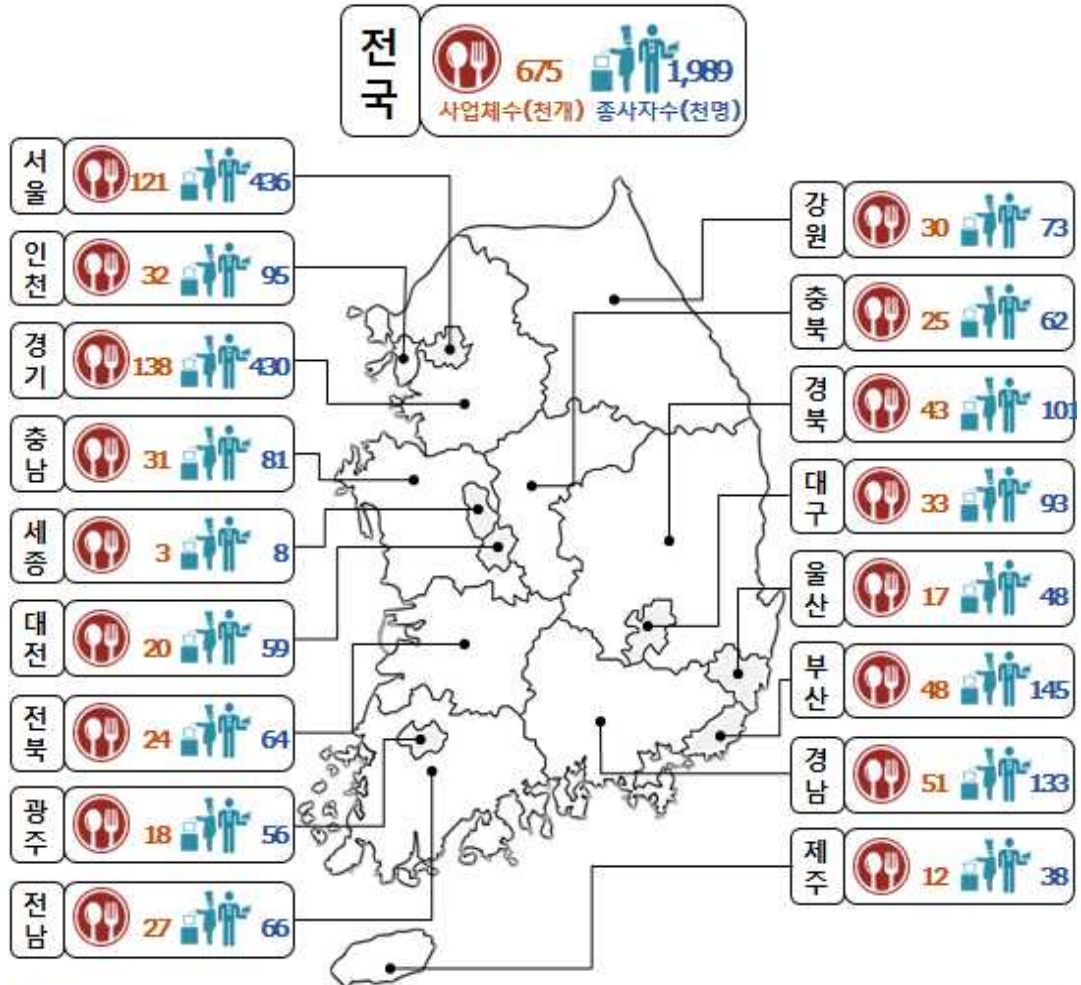 전국
675 1,989
사업체수(천개) 종사자수(천명)
서울 121 436
인천 32 95
경기 138 430
충남 31 81
세종 3 8
대전 20 59
전북 24 64
광주 18 56
전남 27 66
강원 30 73
충북 25 62
경북 43 101
대구 33 93
울산 17 48
부산 48 145
경남 51 133
제주 12 38